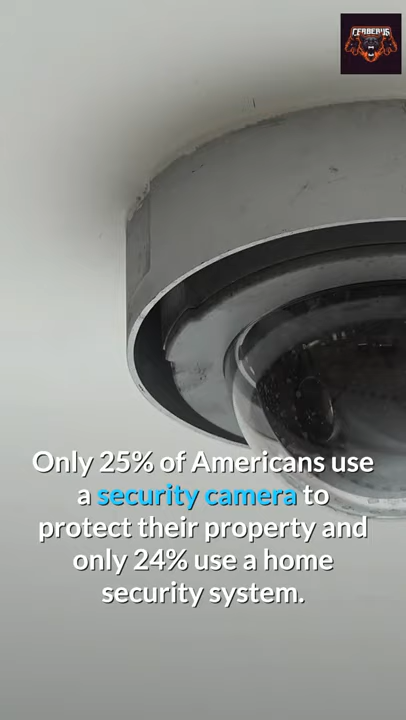 CERBERUS
Only 25% of Americans use
a security camera to
protect their property and
only 24% use a home
security system.